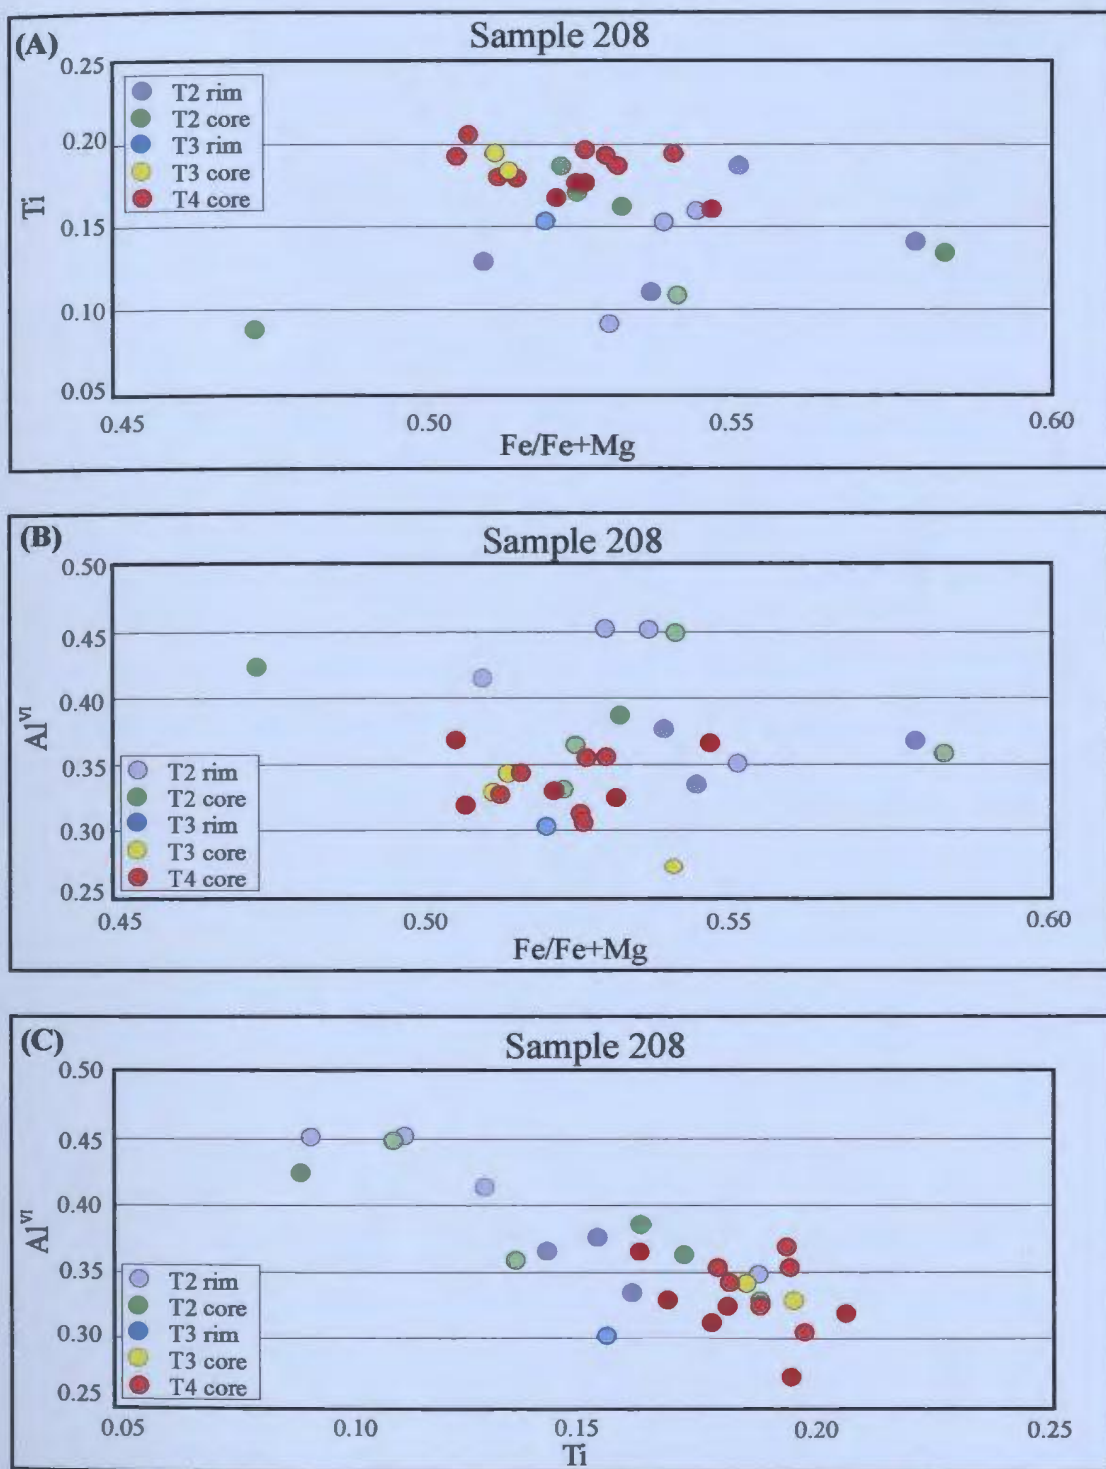 (A)
Sample 208
0.25
0.20
0.15
0.10
0.05
Ti
T2 rim
T2 core
T3 rim
T3 core
T4 core
0.45 0.50 0.55 0.60
Fe/Fe+Mg
(B)
Sample 208
0.50
0.45
0.40
0.35
0.30
0.25
Al^VI
T2 rim
T2 core
T3 rim
T3 core
T4 core
0.45 0.50 0.55 0.60
Fe/Fe+Mg
(C)
Sample 208
0.50
0.45
0.40
0.35
0.30
0.25
Al^VI
T2 rim
T2 core
T3 rim
T3 core
T4 core
0.05 0.10 0.15 0.20 0.25
Ti